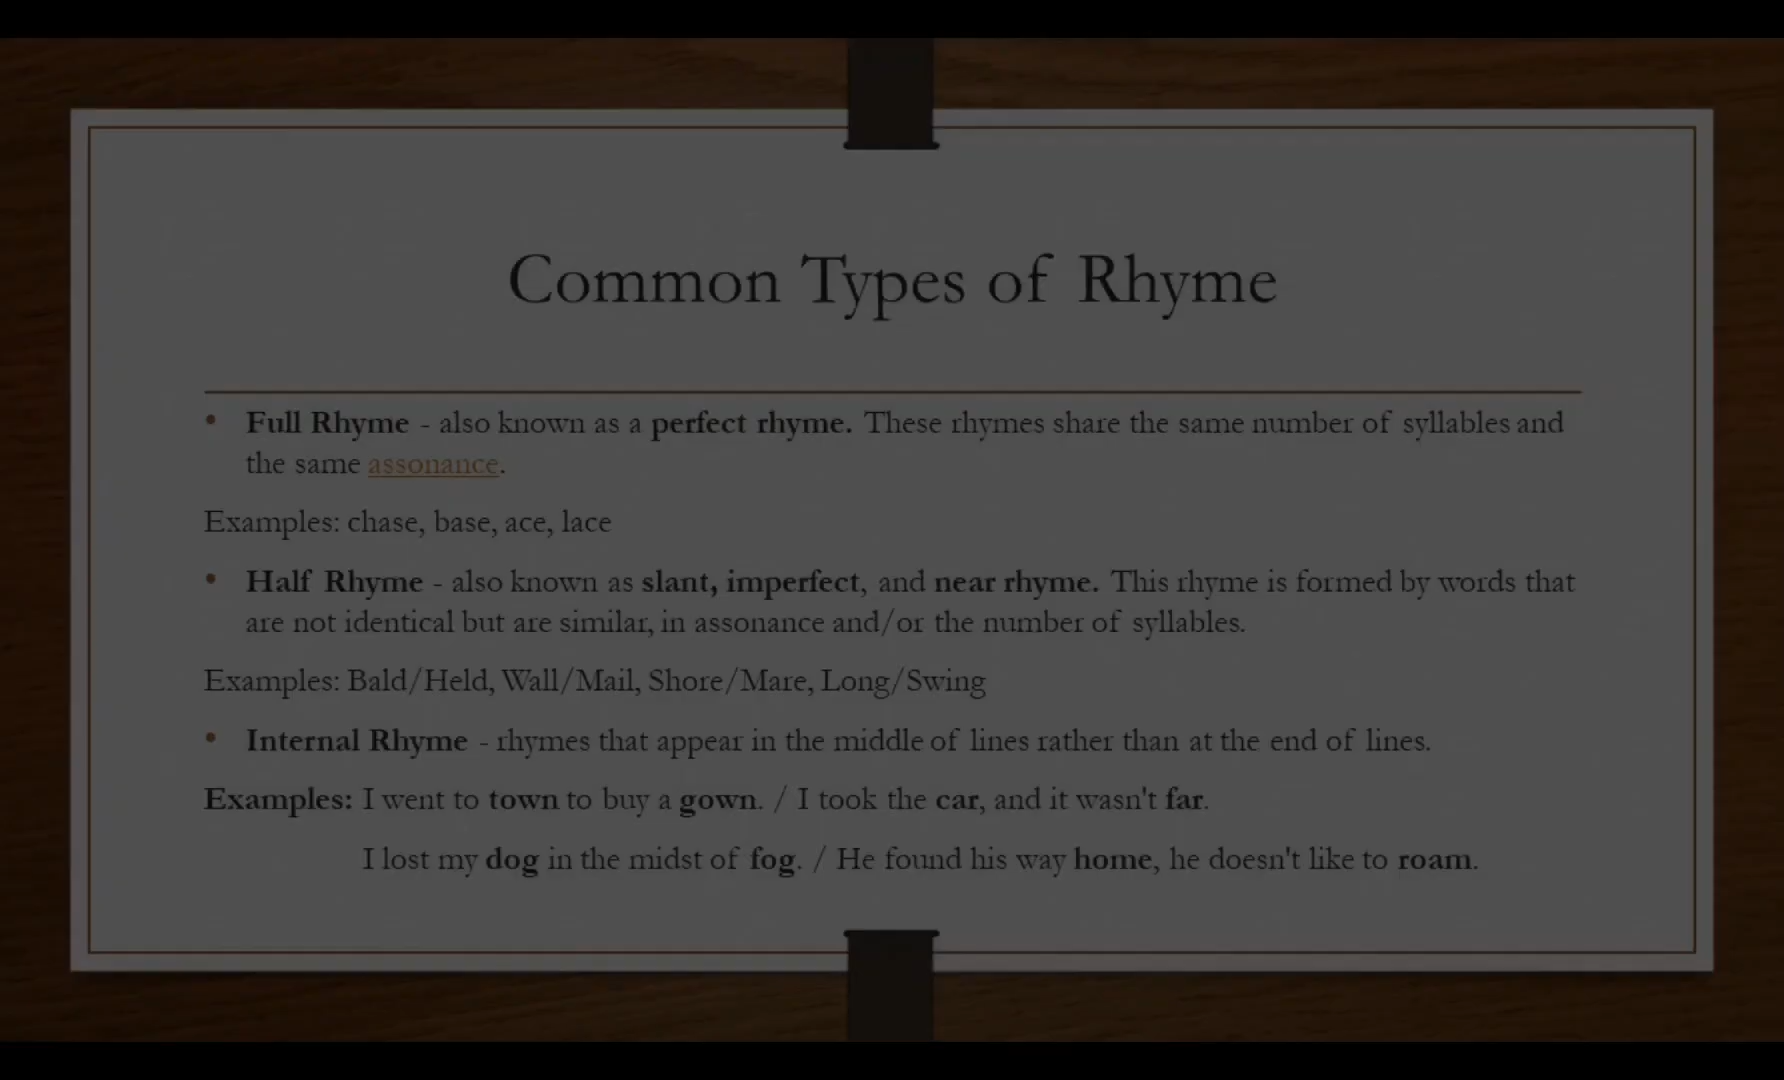 Common Types of Rhyme
• Full Rhyme - also known as a perfect rhyme. These rhymes share the same number of syllables and
the same assonance.
Examples: chase, base, ace, lace
• Half Rhyme - also known as slant, imperfect, and near rhyme. This rhyme is formed by words that
are not identical but are similar, in assonance and/or the number of syllables.
Examples: Bald/Held, Wall/Mail, Shore/Mare, Long/Swing
• Internal Rhyme - rhymes that appear in the middle of lines rather than at the end of lines.
Examples: I went to town to buy a gown. / I took the car, and it wasn't far.
I lost my dog in the midst of fog. / He found his way home, he doesn't like to roam.